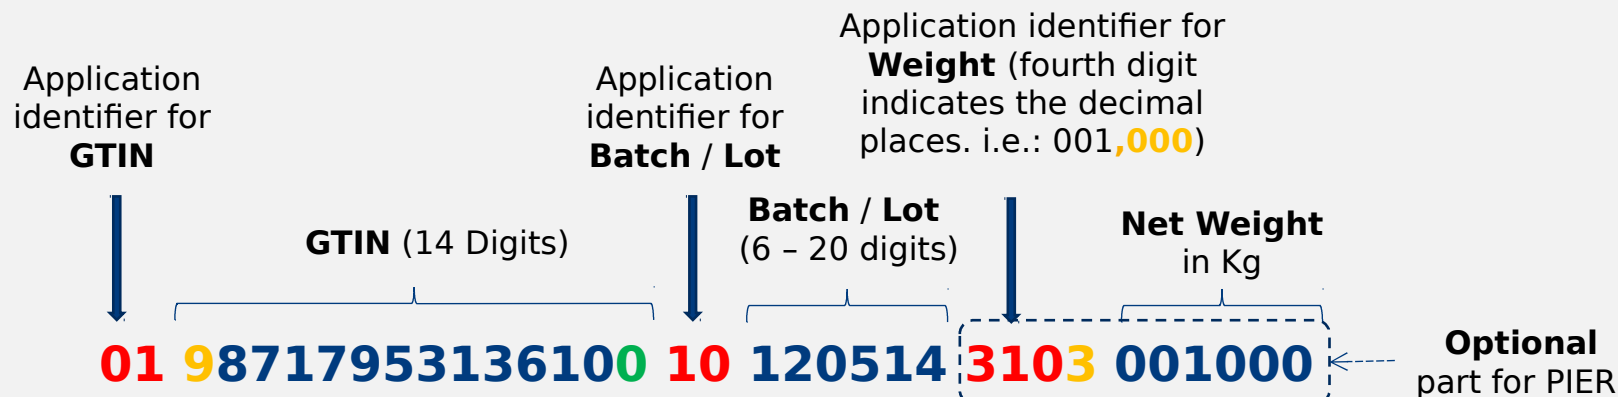 Application
identifier for
GTIN
Application
identifier for
Batch / Lot
Application identifier for
Weight (fourth digit
indicates the decimal
places. i.e.: 001,000)
GTIN (14 Digits)
Batch / Lot
(6 – 20 digits)
Net Weight
in Kg
01 98717953136100 10 120514 3103 001000
Optional
part for PIER